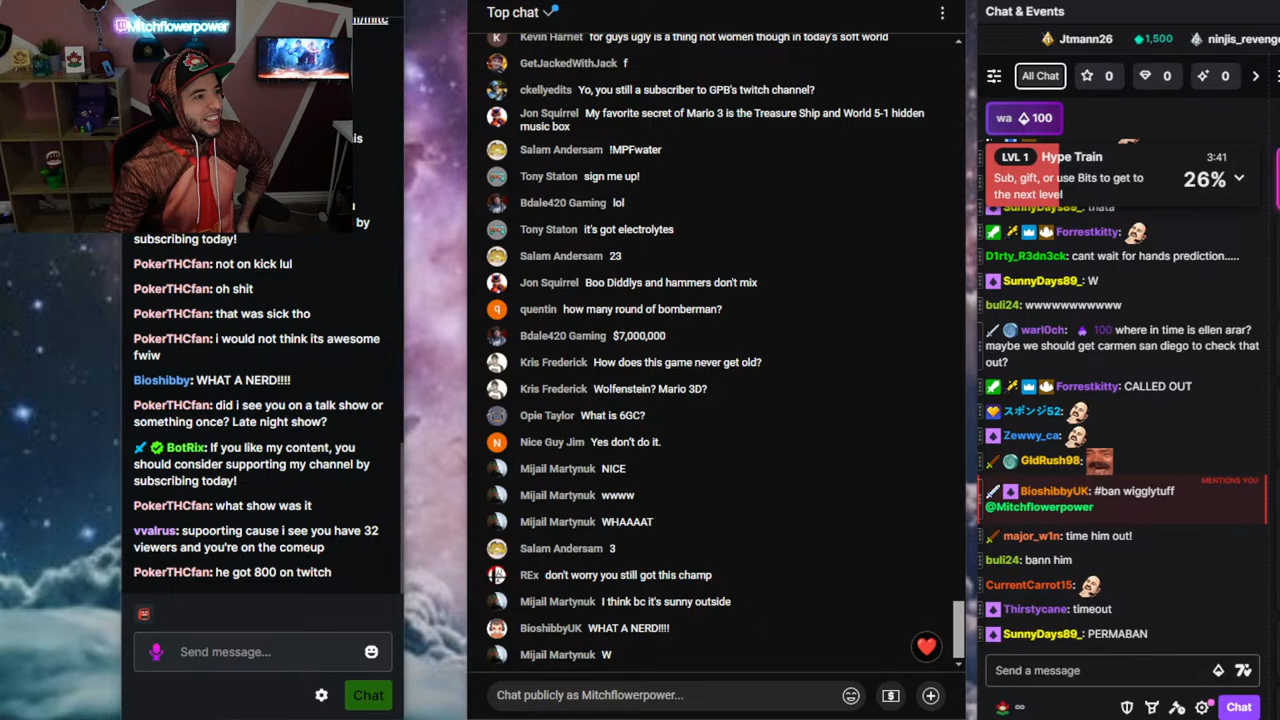 @Mitchflowerpower
by
subscribing today!
PokerTHCfan: not on kick lul
PokerTHCfan: oh shit
PokerTHCfan: that was sick tho
PokerTHCfan: i would not think its awesome
fwiw
Bioshibby: WHAT A NERD!!!!
PokerTHCfan: did i see you on a talk show or
something once? Late night show?
BotRix: If you like my content, you
should consider supporting my channel by
subscribing today!
PokerTHCfan: what show was it
vvalrus: supoorting cause i see you have 32
viewers and you're on the comeup
PokerTHCfan: he got 800 on twitch
Send message...
Chat
Top chat
Kevin Harriet for guys ugly is a thing not women though in today's soft world
GetJackedWithJack f
ckellyedits Yo, you still a subscriber to GPB's twitch channel?
Jon Squirrel My favorite secret of Mario 3 is the Treasure Ship and World 5-1 hidden
music box
Salam Andersam !MPFwater
Tony Staton sign me up!
Bdale420 Gaming lol
Tony Staton it's got electrolytes
Salam Andersam 23
Jon Squirrel Boo Diddlys and hammers don't mix
quentin how many round of bomberman?
Bdale420 Gaming $7,000,000
Kris Frederick How does this game never get old?
Kris Frederick Wolfenstein? Mario 3D?
Opie Taylor What is 6GC?
Nice Guy Jim Yes don't do it.
Mijail Martynuk NICE
Mijail Martynuk wwww
Mijail Martynuk WHAAAAT
Salam Andersam 3
REx don't worry you still got this champ
Mijail Martynuk I think bc it's sunny outside
BioshibbyUK WHAT A NERD!!!!
Mijail Martynuk W
Chat publicly as Mitchflowerpower...
Chat & Events
Jtmann26 1,500 ninjis_reveng
All Chat 0 0 0
wa 100
LVL 1 Hype Train 3:41
Sub, gift, or use Bits to get to
the next level
26%
SunnyDays89_: thata
Forrestkitty:
D1rty_R3dn3ck: cant wait for hands prediction.....
SunnyDays89_: W
buli24: wwwwwwwwwww
warl0ch: 100 where in time is ellen arar?
maybe we should get carmen san diego to check that
out?
Forrestkitty: CALLED OUT
スポンジ52:
Zewwy_ca:
GldRush98:
MENTIONS YOU
BioshibbyUK: #ban wigglytuff
@Mitchflowerpower
major_w1n: time him out!
buli24: bann him
CurrentCarrot15:
Thirstycane: timeout
SunnyDays89_: PERMABAN
Send a message
Chat